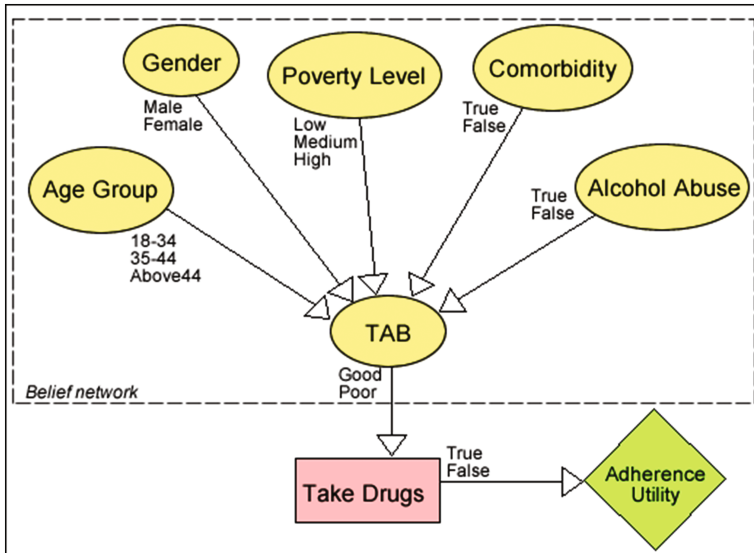 Gender
Male
Female
Poverty Level
Low
Medium
High
Comorbidity
True
False
Age Group
18-34
35-44
Above44
Alcohol Abuse
True
False
TAB
Good
Poor
Belief network
Take Drugs
True
False
Adherence
Utility